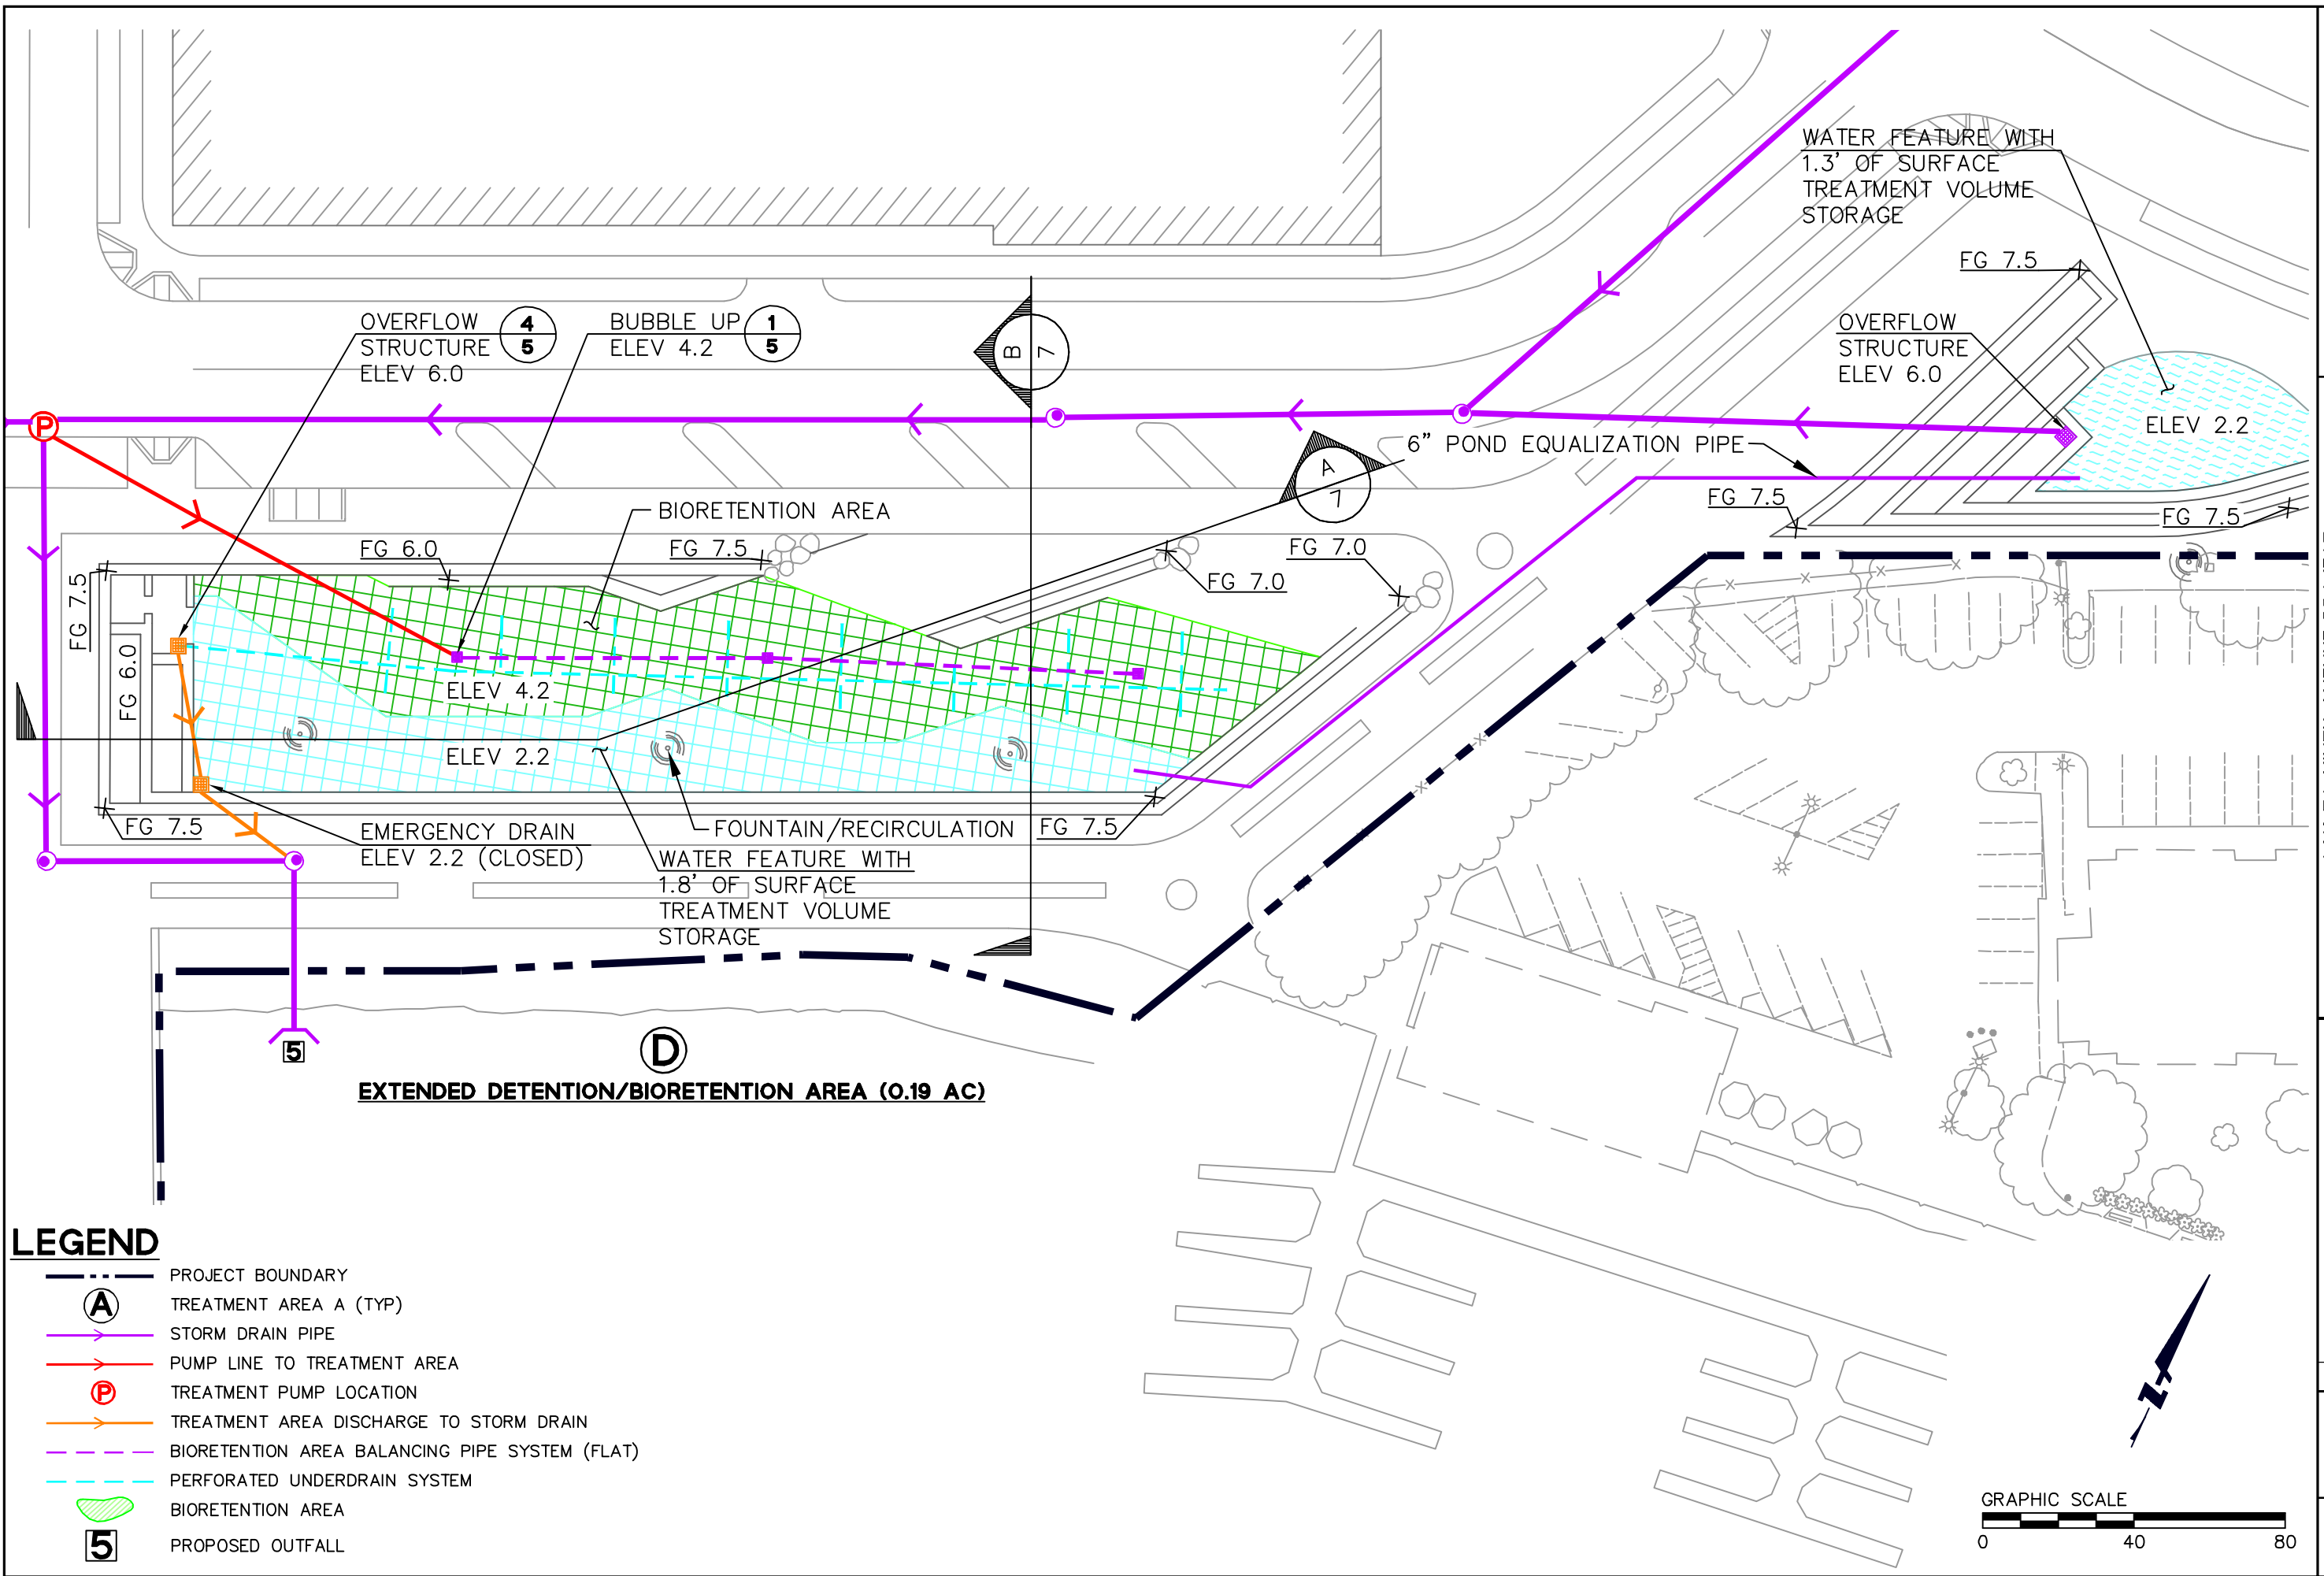 WATER FEATURE WITH
1.3' OF SURFACE
TREATMENT VOLUME
STORAGE
FG 7.5
OVERFLOW
STRUCTURE
ELEV 6.0
4
5
BUBBLE UP
ELEV 4.2
1
5
B
7
OVERFLOW
STRUCTURE
ELEV 6.0
ELEV 2.2
P
6" POND EQUALIZATION PIPE
A
7
BIORETENTION AREA
FG 7.5
FG 7.5
FG 6.0
FG 7.5
FG 7.0
FG 7.0
FG 7.5
FG 6.0
ELEV 4.2
ELEV 2.2
FG 7.5
EMERGENCY DRAIN
ELEV 2.2 (CLOSED)
FOUNTAIN/RECIRCULATION
FG 7.5
WATER FEATURE WITH
1.8' OF SURFACE
TREATMENT VOLUME
STORAGE
5
D
EXTENDED DETENTION/BIORETENTION AREA (0.19 AC)
LEGEND
PROJECT BOUNDARY
A
TREATMENT AREA A (TYP)
STORM DRAIN PIPE
PUMP LINE TO TREATMENT AREA
P
TREATMENT PUMP LOCATION
TREATMENT AREA DISCHARGE TO STORM DRAIN
BIORETENTION AREA BALANCING PIPE SYSTEM (FLAT)
PERFORATED UNDERDRAIN SYSTEM
BIORETENTION AREA
5
PROPOSED OUTFALL
N
GRAPHIC SCALE
0
40
80